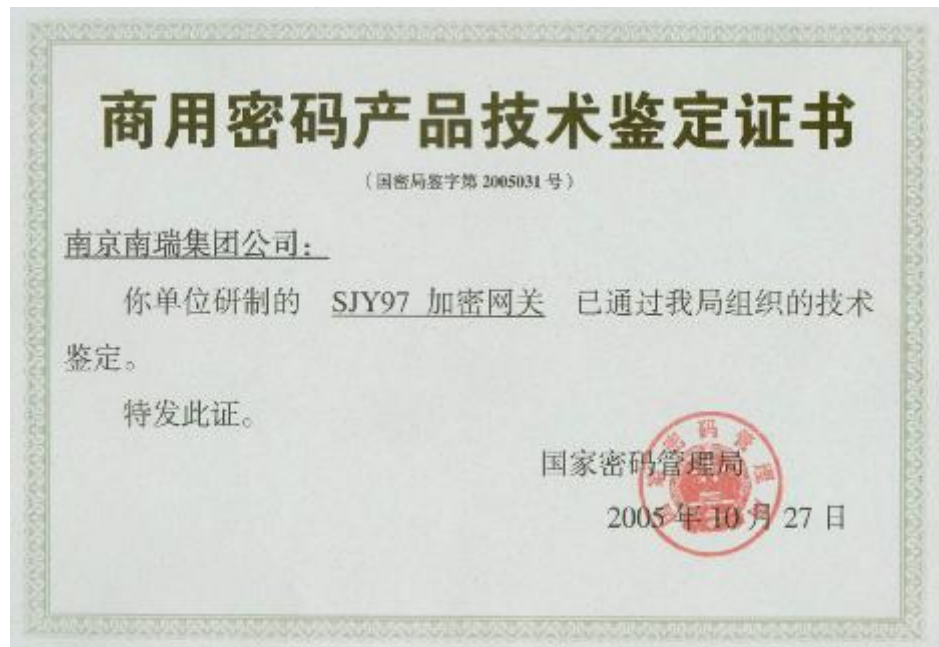 商用密码产品技术鉴定证书
（国密局鉴字第 2005031 号）
南京南瑞集团公司：
你单位研制的 SJY97 加密网关 已通过我局组织的技术
鉴定。
特发此证。
国家密码管理局
2005 年 10 月 27 日